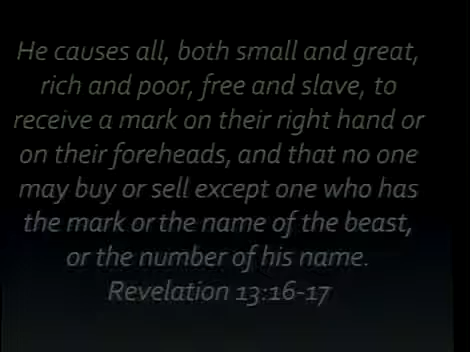 He causes all, both small and great,
rich and poor, free and slave, to
receive a mark on their right hand or
on their foreheads, and that no one
may buy or sell except one who has
the mark or the name of the beast,
or the number of his name.
Revelation 13:16-17